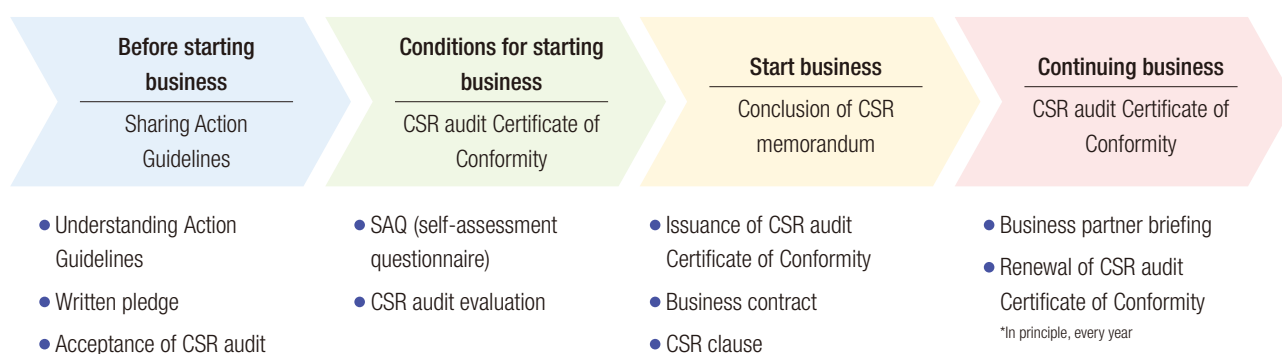 Before starting
business
Sharing Action
Guidelines
Conditions for starting
business
CSR audit Certificate of
Conformity
Start business
Conclusion of CSR
memorandum
Continuing business
CSR audit Certificate of
Conformity
● Understanding Action
Guidelines
● Written pledge
● Acceptance of CSR audit
● SAQ (self-assessment
questionnaire)
● CSR audit evaluation
● Issuance of CSR audit
Certificate of Conformity
● Business contract
● CSR clause
● Business partner briefing
● Renewal of CSR audit
Certificate of Conformity
*In principle, every year